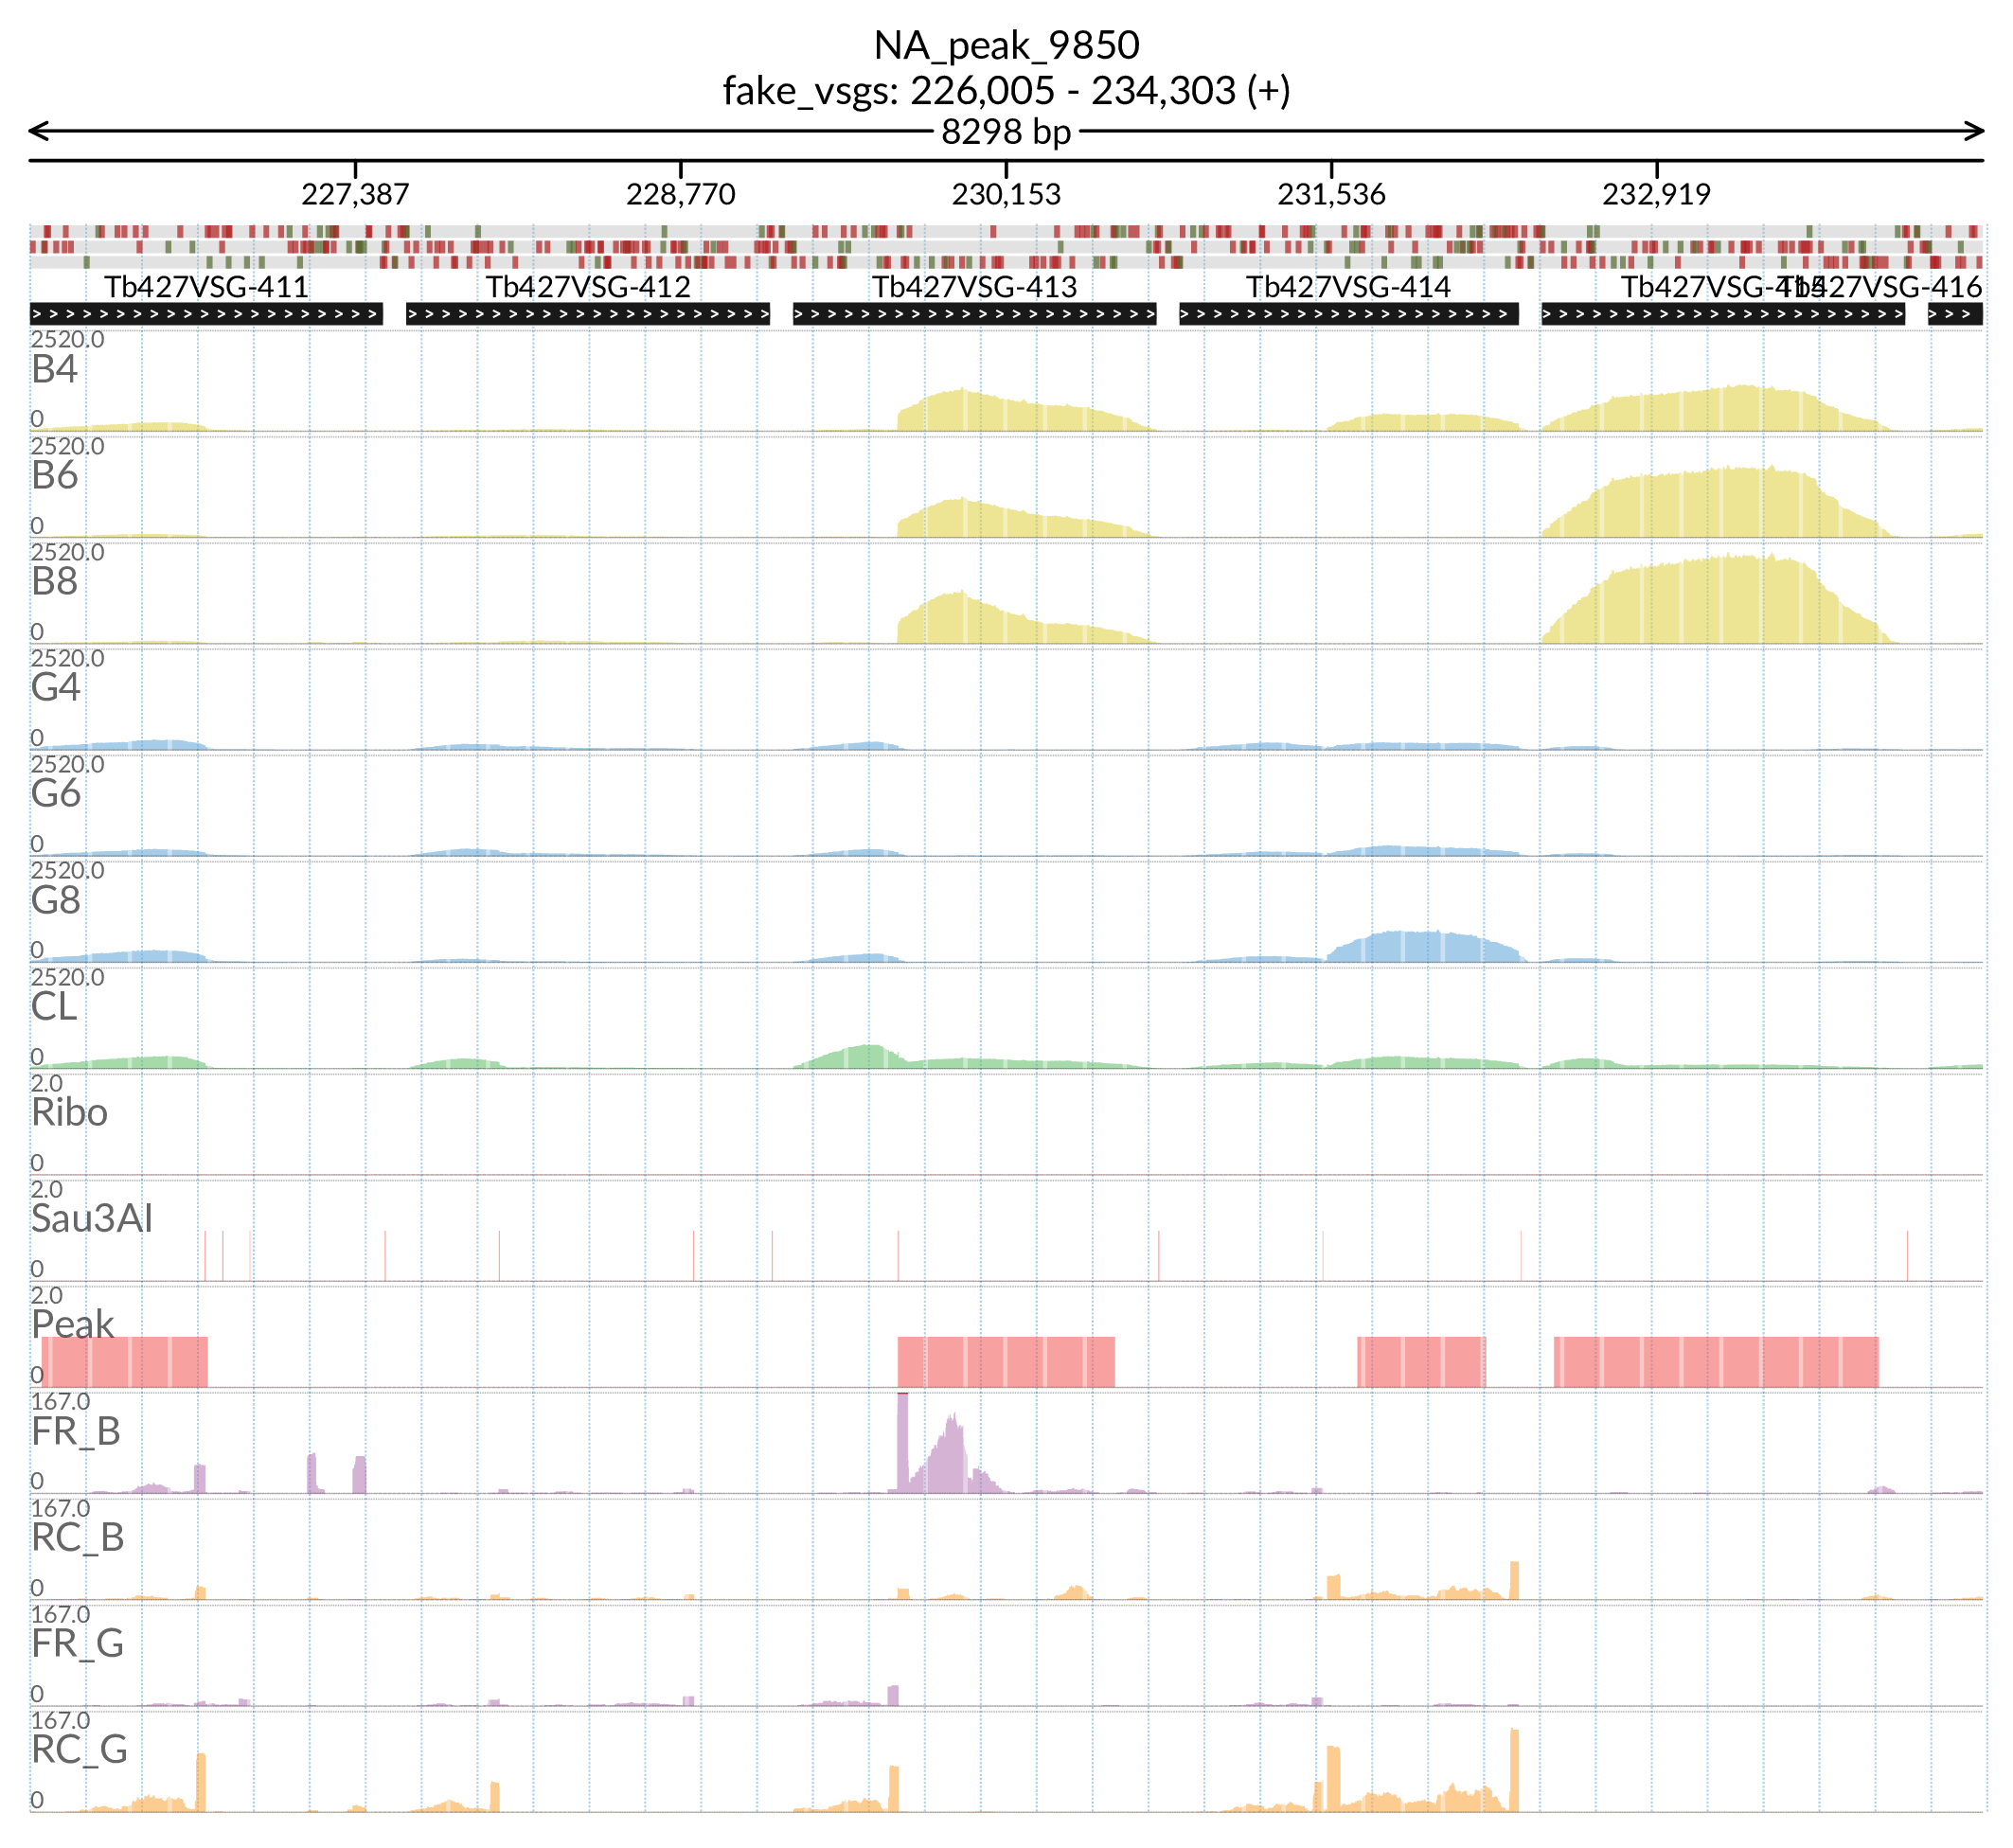 NA_peak_9850
fake_vsgs: 226,005 - 234,303 (+)
8298 bp
227,387 228,770 230,153 231,536 232,919
Tb427VSG-411 Tb427VSG-412 Tb427VSG-413 Tb427VSG-414 Tb427VSG-415 Tb427VSG-416
2520.0
B4
0
2520.0
B6
0
2520.0
B8
0
2520.0
G4
0
2520.0
G6
0
2520.0
G8
0
2520.0
CL
0
2.0
Ribo
0
2.0
Sau3AI
0
2.0
Peak
0
167.0
FR_B
0
167.0
RC_B
0
167.0
FR_G
0
167.0
RC_G
0